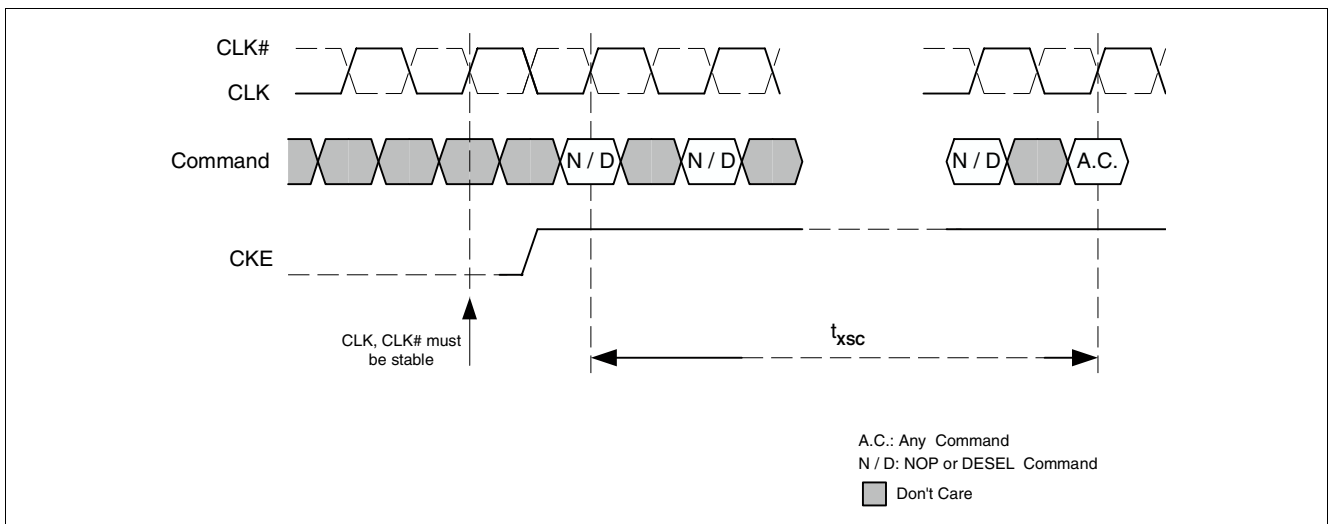 CLK#
CLK
Command
N / D
N / D
N / D
A.C.
CKE
CLK, CLK# must
be stable
tXSC
A.C.: Any Command
N / D: NOP or DESEL Command
Don't Care